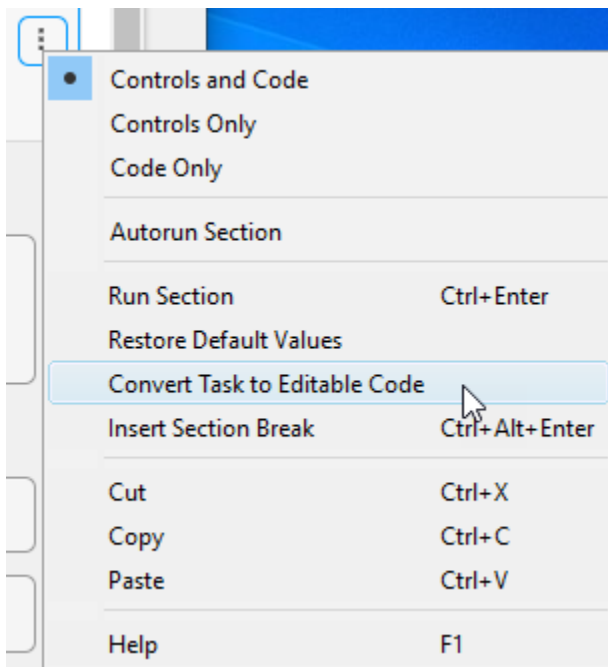 Controls and Code
Controls Only
Code Only
Autorun Section
Run Section Ctrl+Enter
Restore Default Values
Convert Task to Editable Code
Insert Section Break Ctrl+Alt+Enter
Cut Ctrl+X
Copy Ctrl+C
Paste Ctrl+V
Help F1